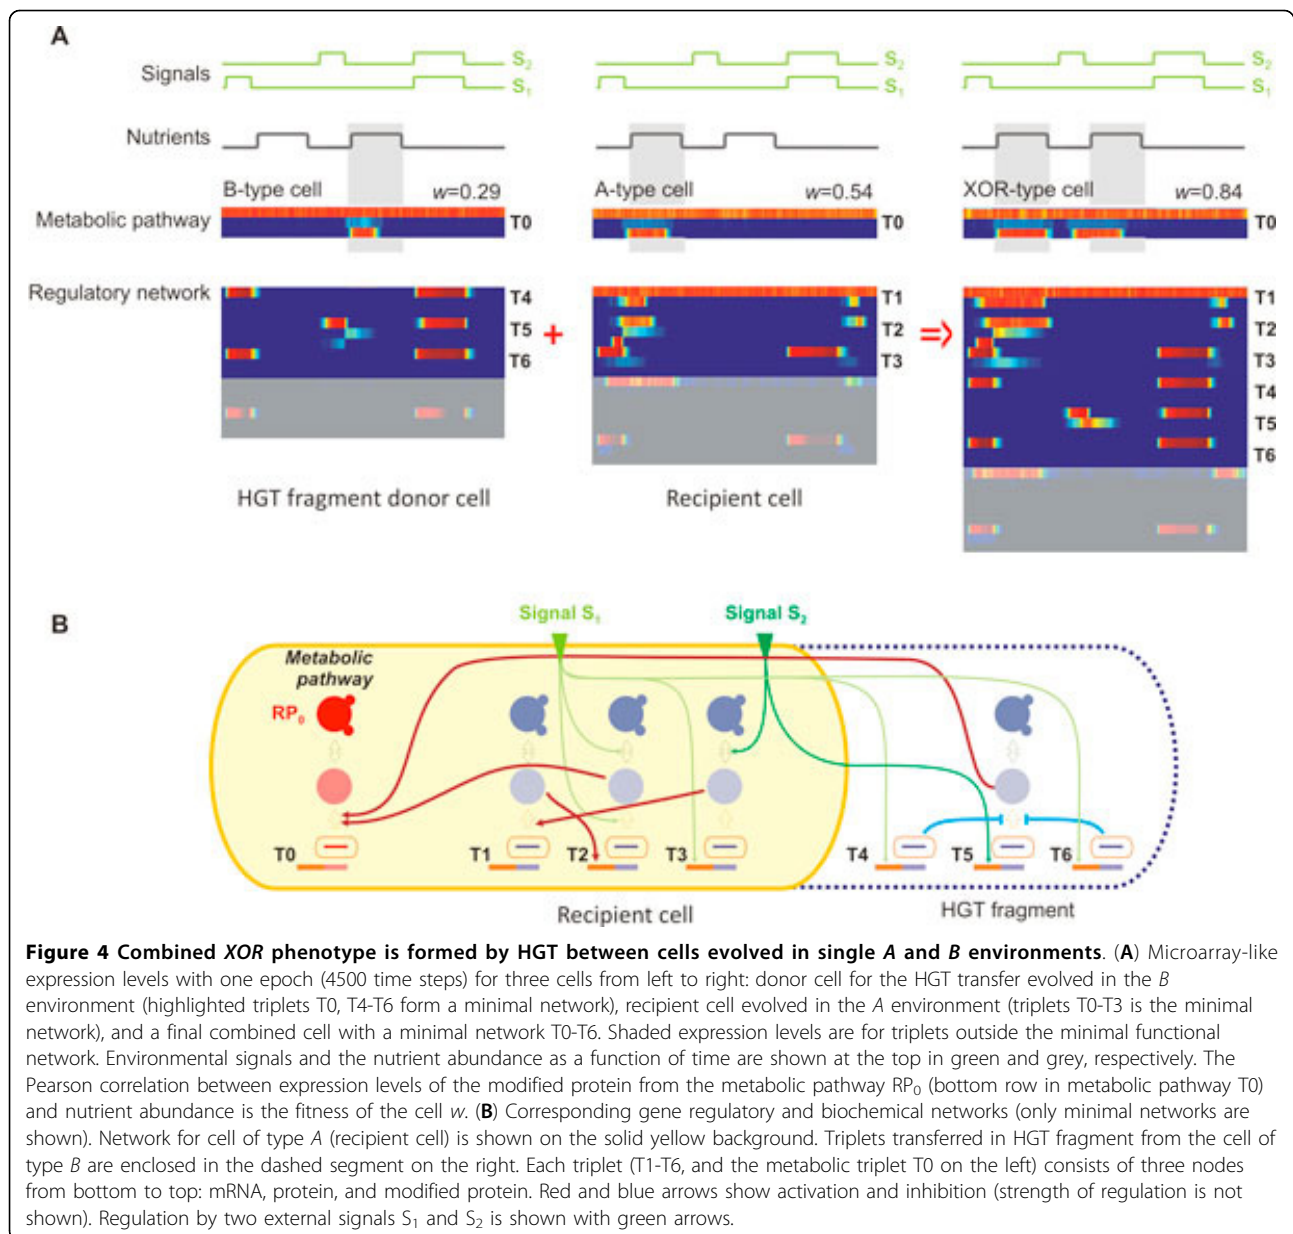 A
Signals
S2
S1
S2
S1
S2
S1
Nutrients
B-type cell w=0.29
A-type cell w=0.54
XOR-type cell w=0.84
Metabolic pathway
T0
T0
T0
Regulatory network
T4
T5
T6
+
T1
T2
T3
⇒
T1
T2
T3
T4
T5
T6
HGT fragment donor cell
Recipient cell
B
Signal S1
Signal S2
Metabolic
pathway
RP0
T0
T1
T2
T3
T4
T5
T6
Recipient cell
HGT fragment
Figure 4 Combined XOR phenotype is formed by HGT between cells evolved in single A and B environments. (A) Microarray-like
expression levels with one epoch (4500 time steps) for three cells from left to right: donor cell for the HGT transfer evolved in the B
environment (highlighted triplets T0, T4-T6 form a minimal network), recipient cell evolved in the A environment (triplets T0-T3 is the minimal
network), and a final combined cell with a minimal network T0-T6. Shaded expression levels are for triplets outside the minimal functional
network. Environmental signals and the nutrient abundance as a function of time are shown at the top in green and grey, respectively. The
Pearson correlation between expression levels of the modified protein from the metabolic pathway RP0 (bottom row in metabolic pathway T0)
and nutrient abundance is the fitness of the cell w. (B) Corresponding gene regulatory and biochemical networks (only minimal networks are
shown). Network for cell of type A (recipient cell) is shown on the solid yellow background. Triplets transferred in HGT fragment from the cell of
type B are enclosed in the dashed segment on the right. Each triplet (T1-T6, and the metabolic triplet T0 on the left) consists of three nodes
from bottom to top: mRNA, protein, and modified protein. Red and blue arrows show activation and inhibition (strength of regulation is not
shown). Regulation by two external signals S1 and S2 is shown with green arrows.